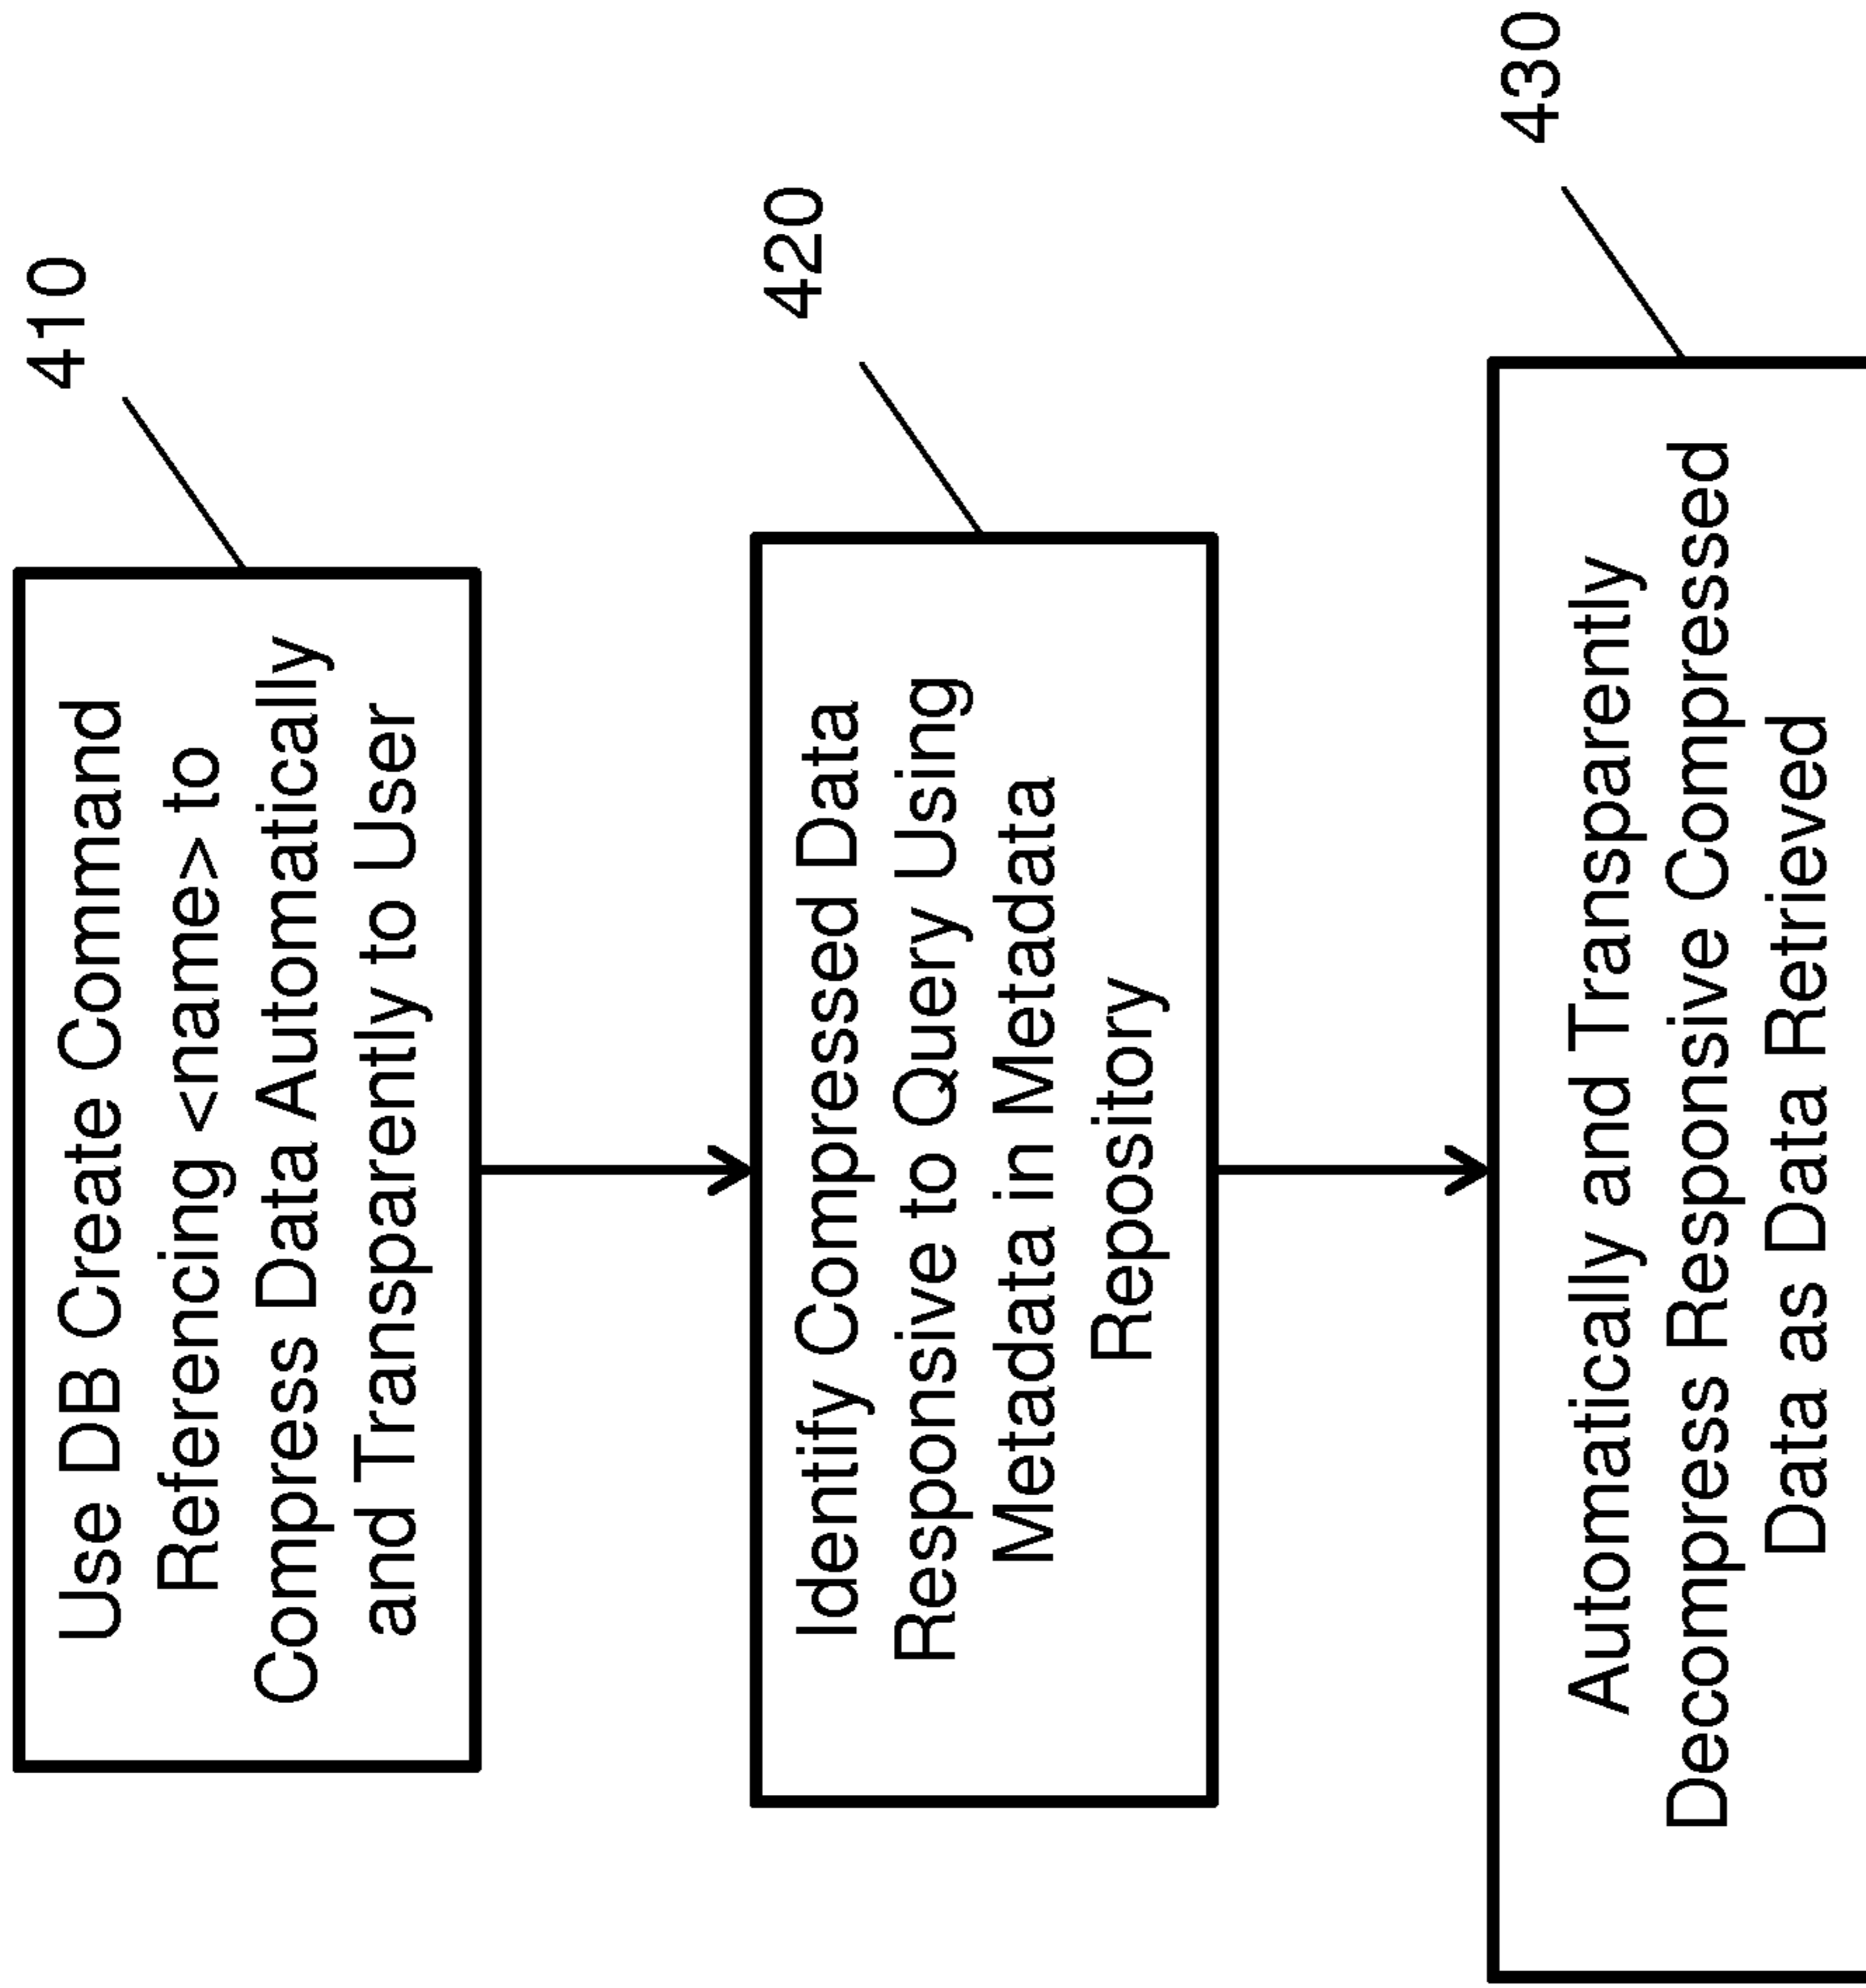 410
Use DB Create Command
Referencing <name> to
Compress Data Automatically
and Transparently to User
420
Identify Compressed Data
Responsive to Query Using
Metadata in Metadata
Repository
430
Automatically and Transparently
Decompress Responsive Compressed
Data as Data Retrieved